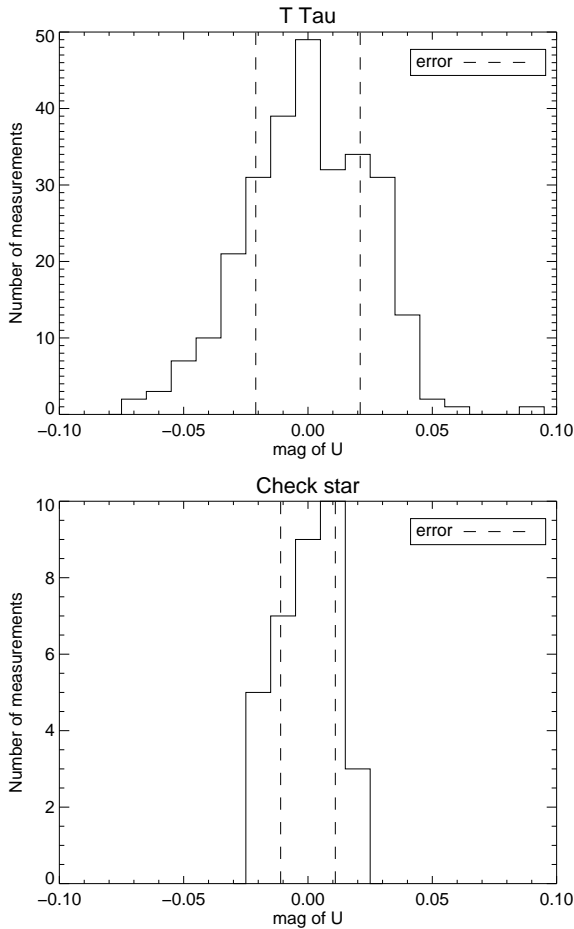 T Tau
50
40
30
20
10
0
Number of measurements
error
−0.10 −0.05 0.00 0.05 0.10
mag of U
Check star
10
8
6
4
2
0
Number of measurements
error
−0.10 −0.05 0.00 0.05 0.10
mag of U